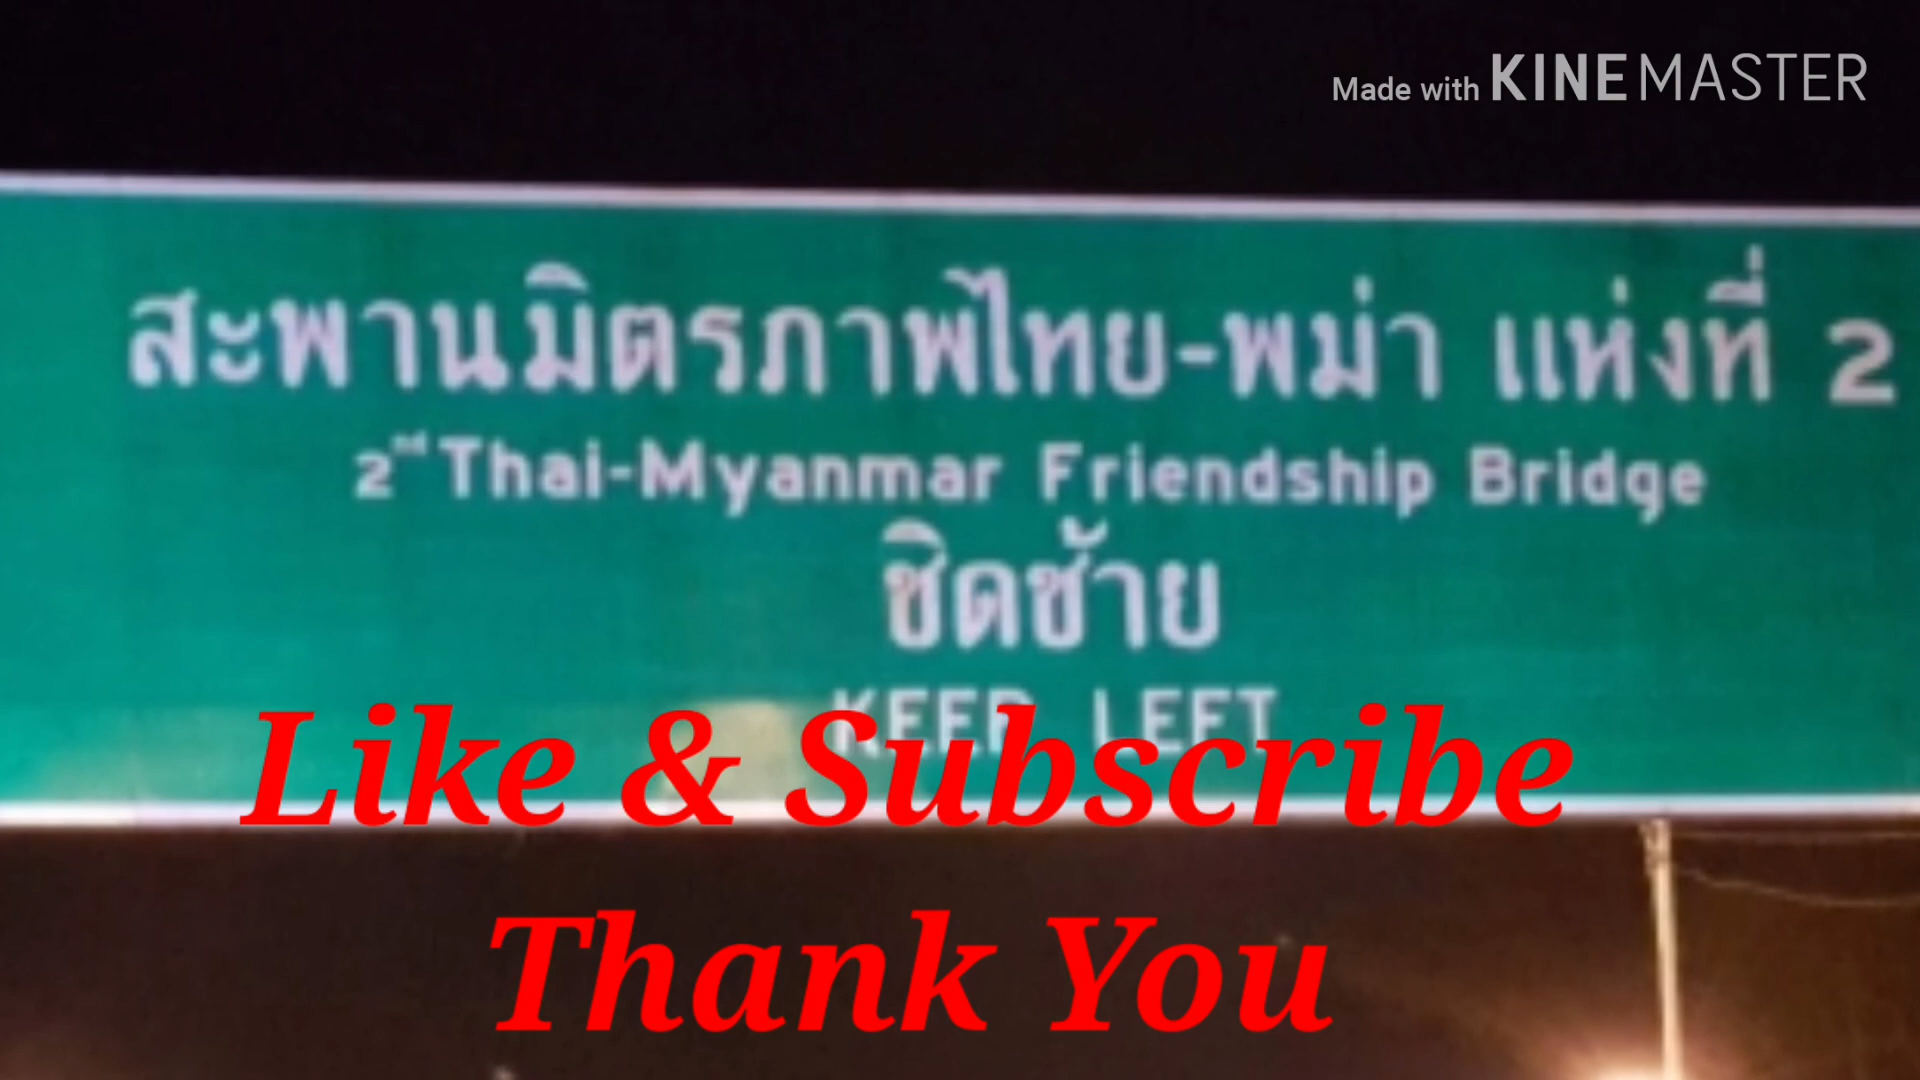 Made with KINEMASTER
สะพานมิตรภาพไทย-พม่า แห่งที่ 2
2nd Thai-Myanmar Friendship Bridge
ชิดซ้าย
KEEP LEFT
Like & Subscribe
Thank You